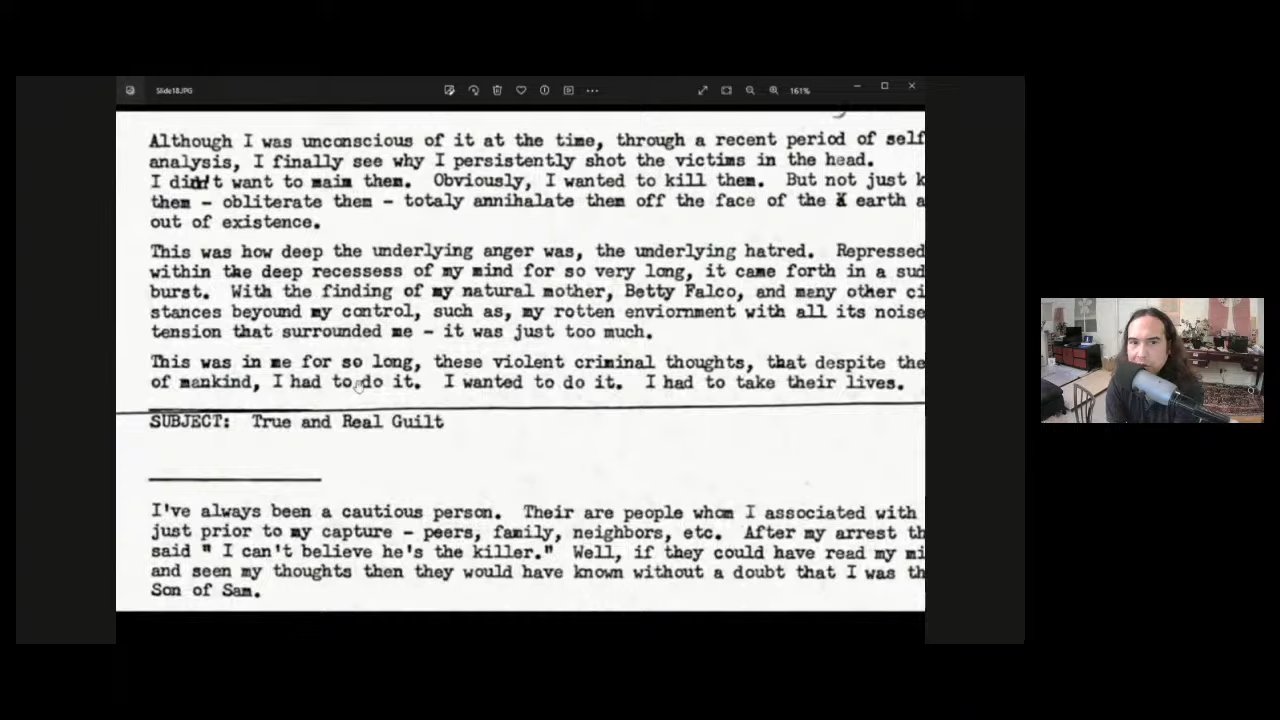 Slide18.JPG
161%
Although I was unconscious of it at the time, through a recent period of self
analysis, I finally see why I persistently shot the victims in the head.
I didn't want to maim them. Obviously, I wanted to kill them. But not just k
them - obliterate them - totaly annihalate them off the face of the X earth a
out of existence.
This was how deep the underlying anger was, the underlying hatred. Repressed
within the deep recessess of my mind for so very long, it came forth in a sud
burst. With the finding of my natural mother, Betty Falco, and many other ci
stances beyound my control, such as, my rotten enviornment with all its noise
tension that surrounded me - it was just too much.
This was in me for so long, these violent criminal thoughts, that despite the
of mankind, I had to do it. I wanted to do it. I had to take their lives.
SUBJECT: True and Real Guilt
I've always been a cautious person. Their are people whom I associated with
just prior to my capture - peers, family, neighbors, etc. After my arrest th
said " I can't believe he's the killer." Well, if they could have read my mi
and seen my thoughts then they would have known without a doubt that I was th
Son of Sam.